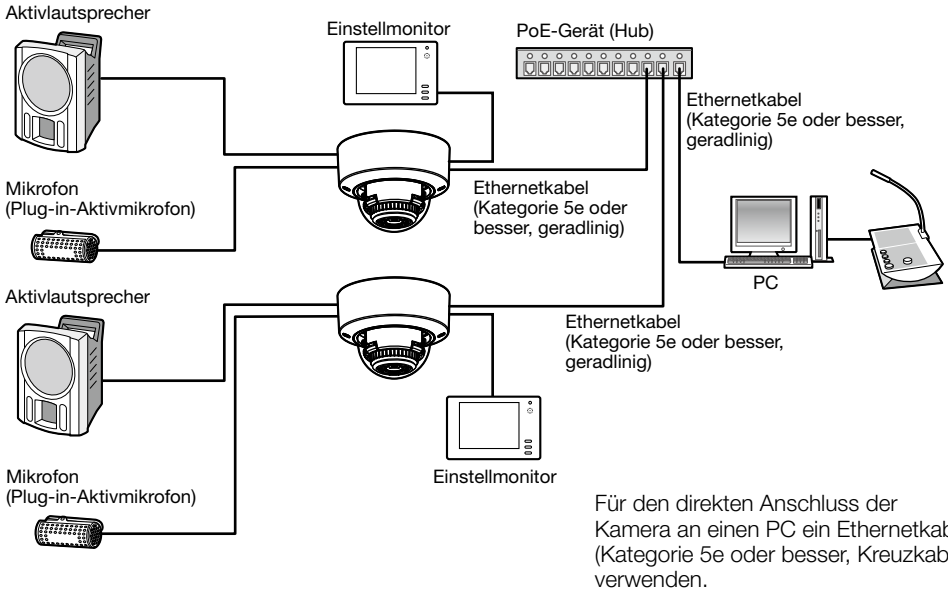 Aktivlautsprecher
Einstellmonitor
PoE-Gerät (Hub)
Ethernetkabel
(Kategorie 5e oder besser,
geradlinig)
Mikrofon
(Plug-in-Aktivmikrofon)
Ethernetkabel
(Kategorie 5e oder
besser, geradlinig)
PC
Aktivlautsprecher
Ethernetkabel
(Kategorie 5e oder besser,
geradlinig)
Mikrofon
(Plug-in-Aktivmikrofon)
Einstellmonitor
Für den direkten Anschluss der
Kamera an einen PC ein
(Kategorie 5e oder besser,
verwenden.